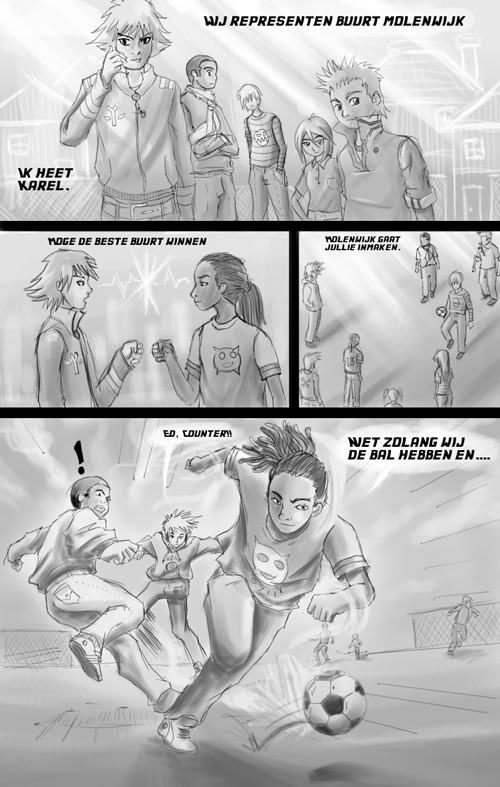 WIJ REPRESENTEN BUURT MOLENWIJK
IK HEET
KAREL.
MOGE DE BESTE BUURT WINNEN
MOLENWIJK GAAT
JULLIE INMAKEN.
!
ED, COUNTER!!
NIET ZOLANG WIJ
DE BAL HEBBEN EN....